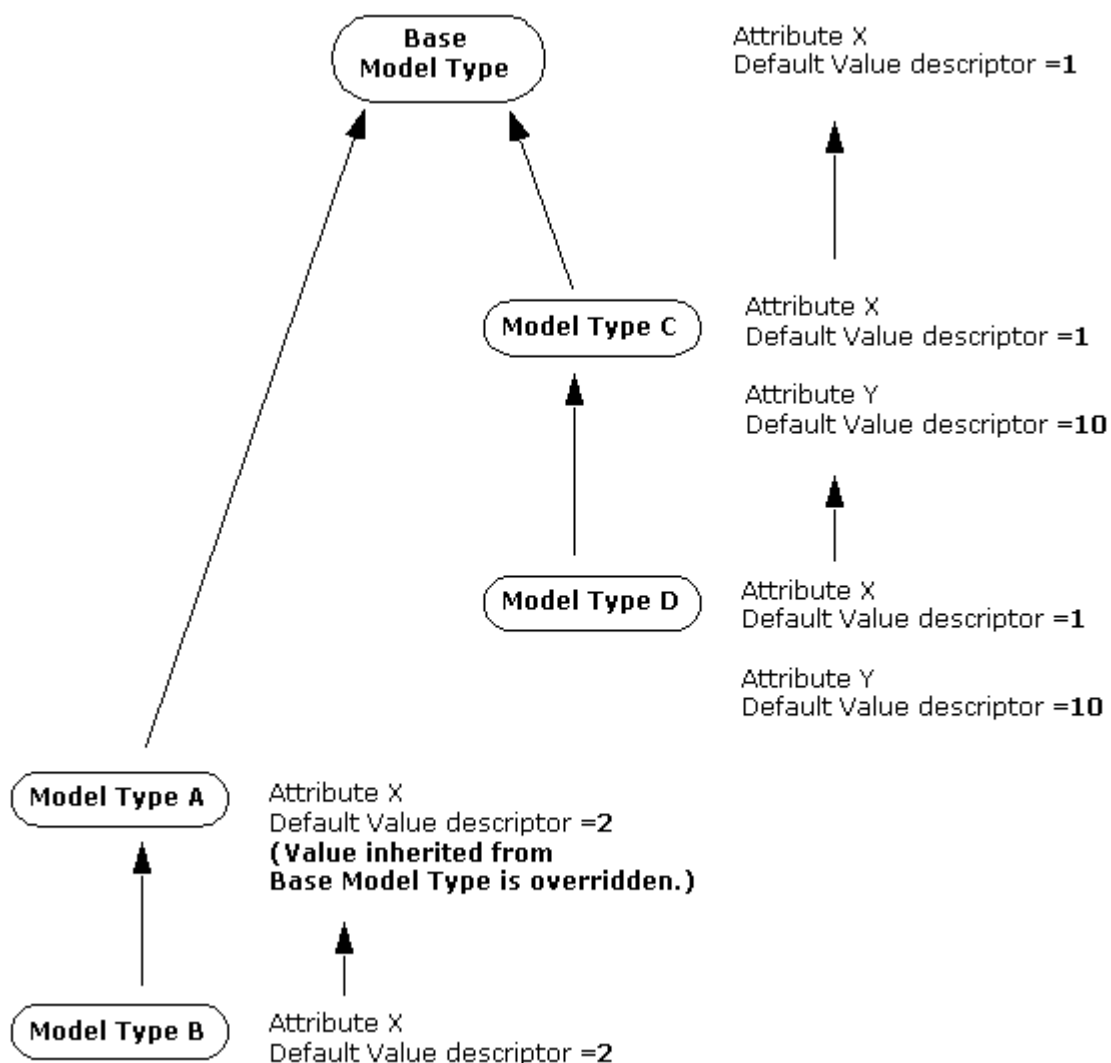 Base
Model Type
Attribute X
Default Value descriptor =1
Model Type C
Attribute X
Default Value descriptor =1
Attribute Y
Default Value descriptor =10
Model Type D
Attribute X
Default Value descriptor =1
Attribute Y
Default Value descriptor =10
Model Type A
Attribute X
Default Value descriptor =2
(Value inherited from
Base Model Type is overridden.)
Model Type B
Attribute X
Default Value descriptor =2